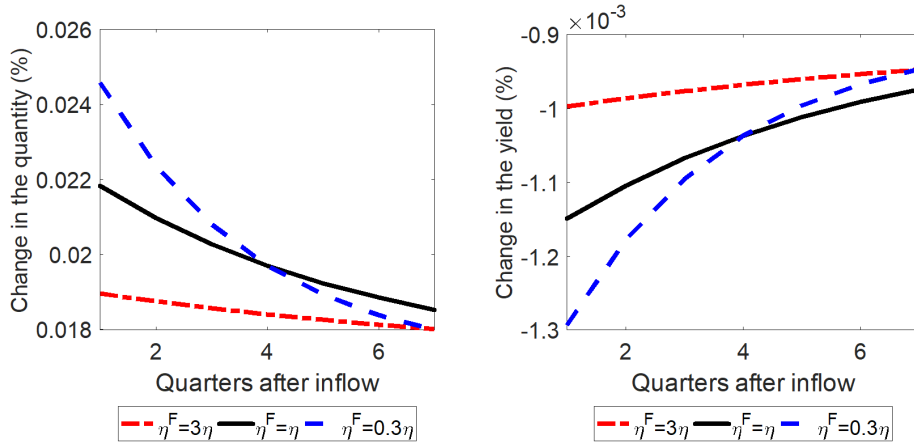 Change in the quantity (%)
0.026
0.024
0.022
0.02
0.018
2 4 6
Quarters after inflow
η^F=3η η^F=η η^F=0.3η
×10^-3
Change in the yield (%)
-0.9
-1
-1.1
-1.2
-1.3
2 4 6
Quarters after inflow
η^F=3η η^F=η η^F=0.3η